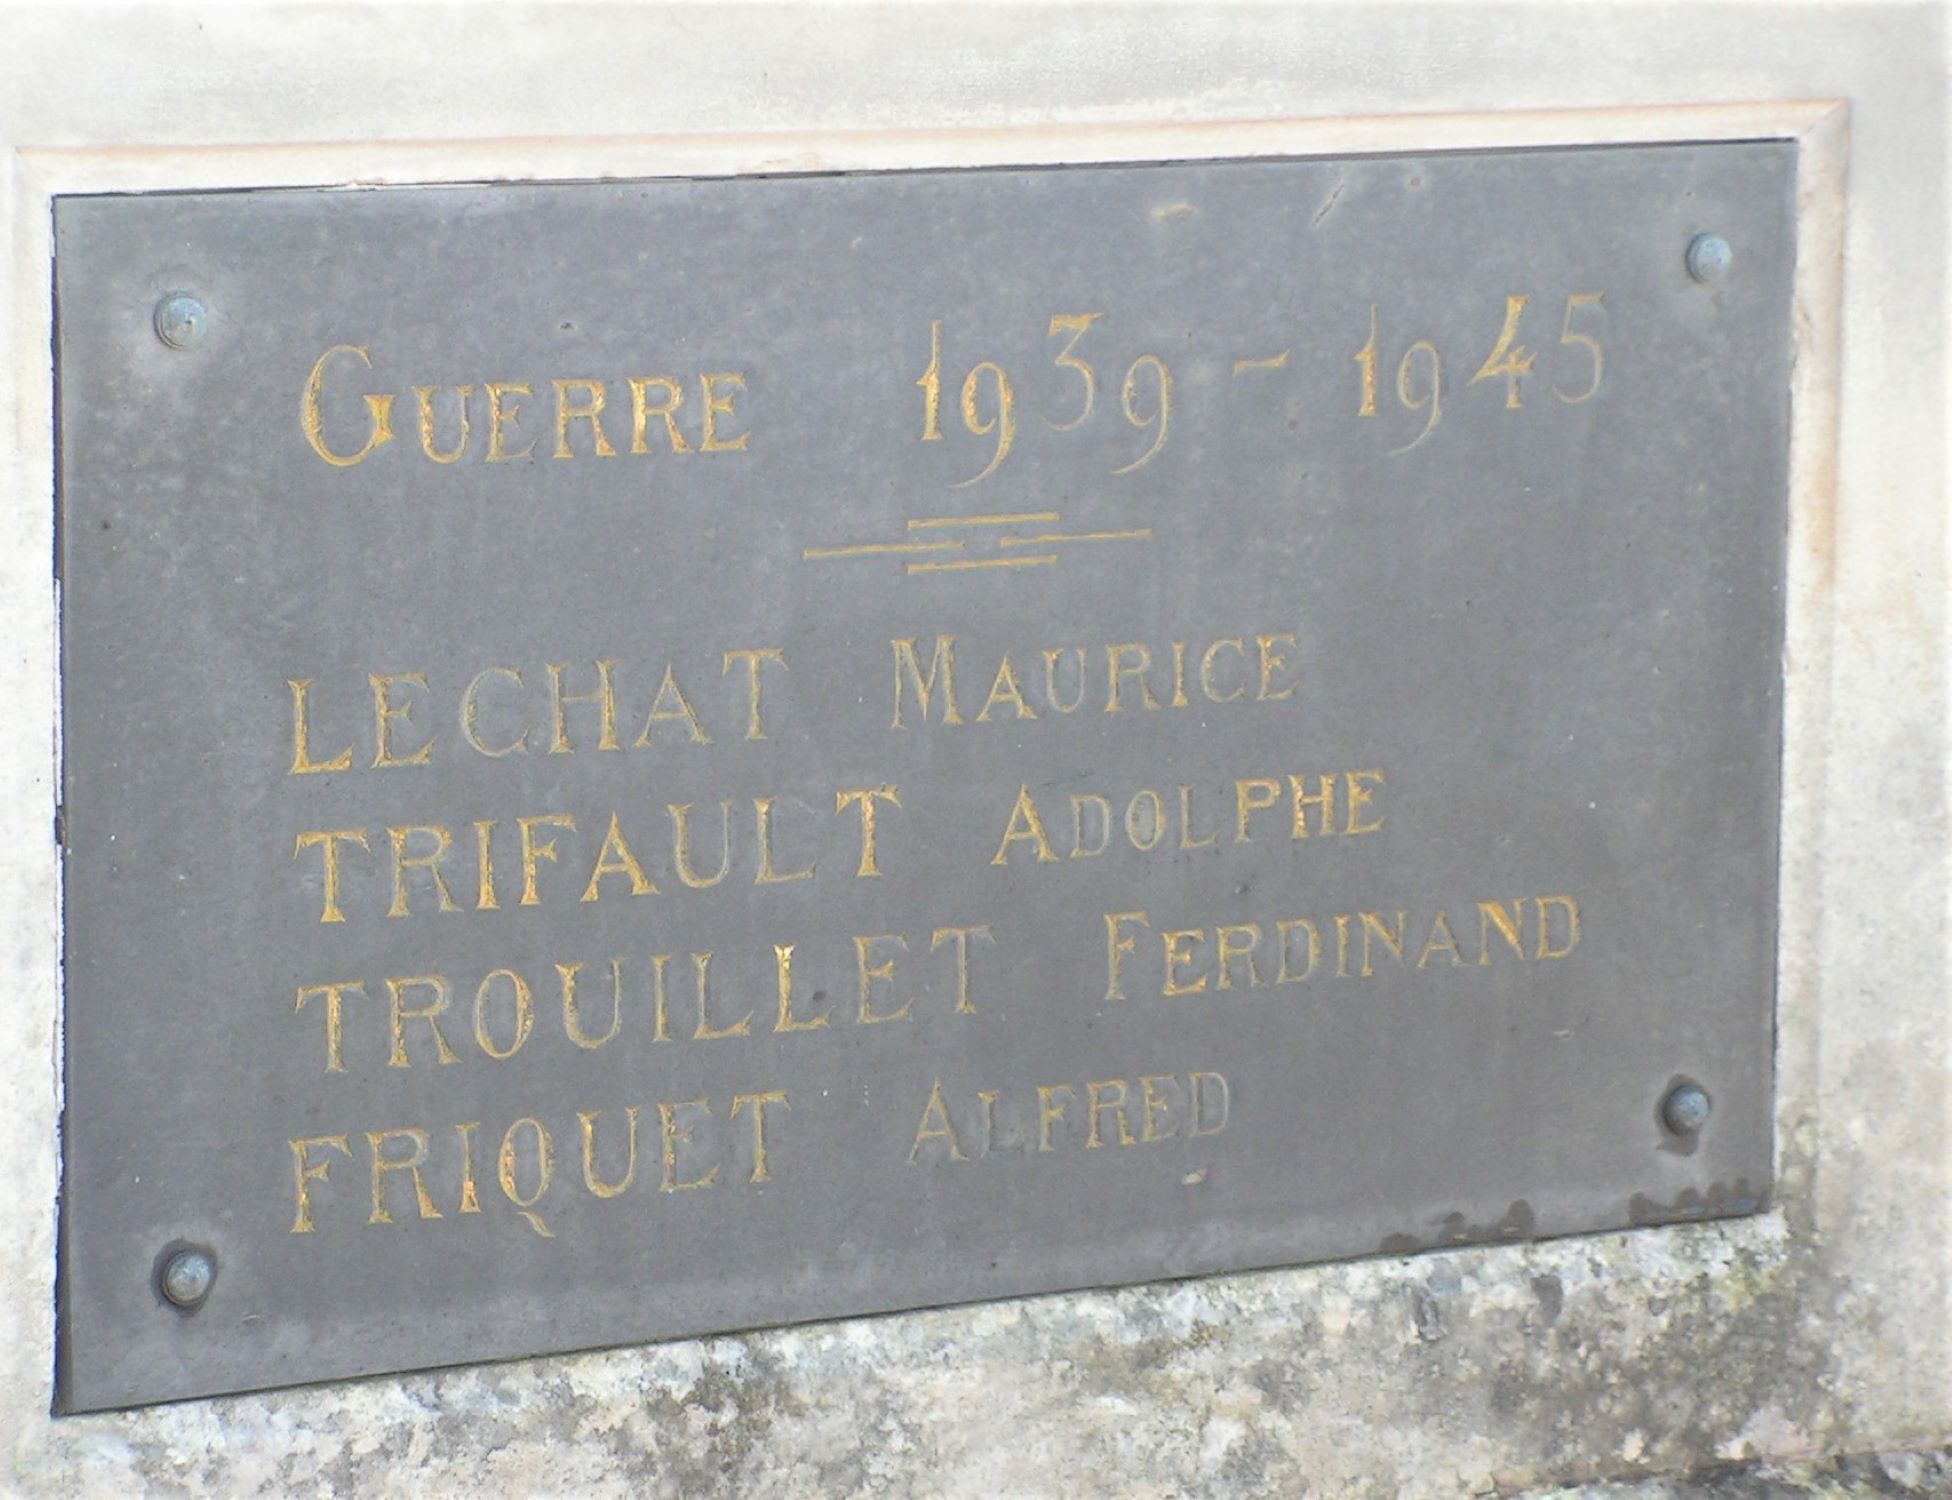 GUERRE 1939 - 1945
LECHAT MAURICE
TRIFAULT ADOLPHE
TROUILLET FERDINAND
FRIQUET ALFRED